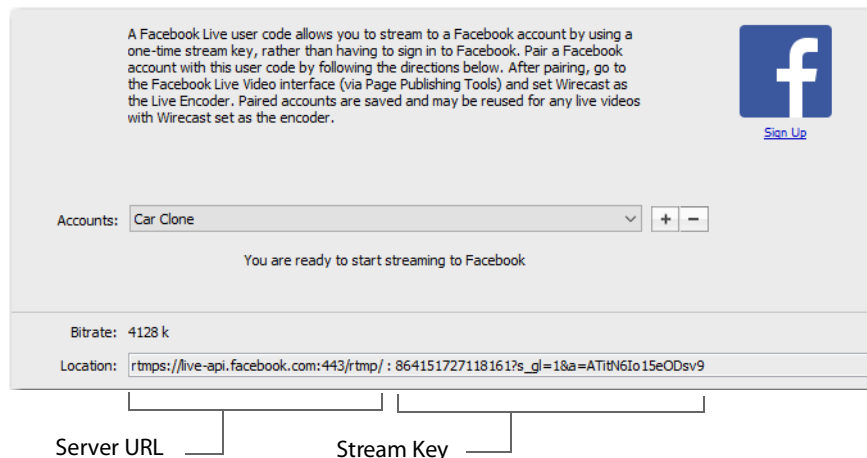 A Facebook Live user code allows you to stream to a Facebook account by using a
one-time stream key, rather than having to sign in to Facebook. Pair a Facebook
account with this user code by following the directions below. After pairing, go to
the Facebook Live Video interface (via Page Publishing Tools) and set Wirecast as
the Live Encoder. Paired accounts are saved and may be reused for any live videos
with Wirecast set as the encoder.
f
Sign Up
Accounts: Car Clone + −
You are ready to start streaming to Facebook
Bitrate: 4128 k
Location: rtmps://live-api.facebook.com:443/rtmp/ : 864151727118161?s_gl=1&a=ATitN6Io15eODsv9
Server URL Stream Key